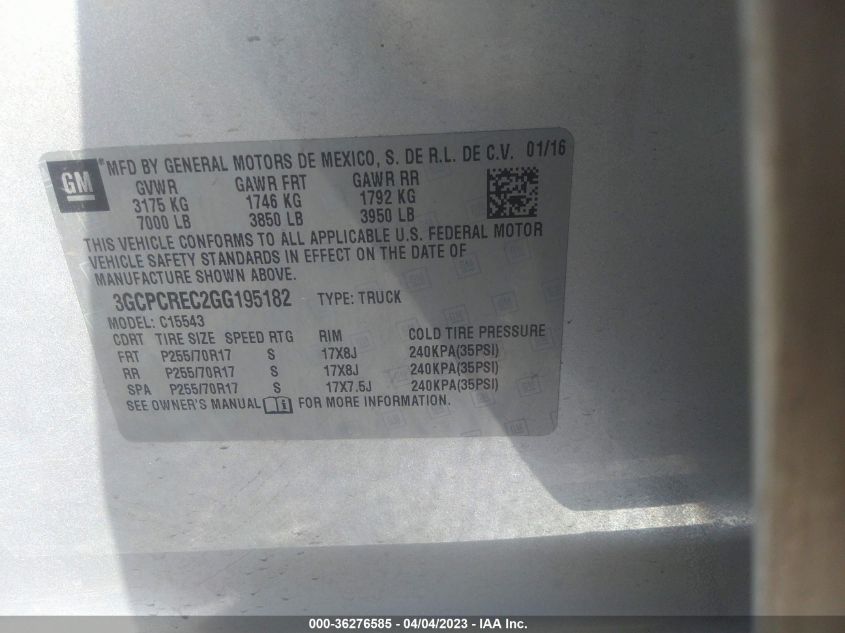 GM ® MFD BY GENERAL MOTORS DE MEXICO, S. DE R.L. DE C.V. 01/16
GVWR GAWR FRT GAWR RR
3175 KG 1746 KG 1792 KG
7000 LB 3850 LB 3950 LB
THIS VEHICLE CONFORMS TO ALL APPLICABLE U.S. FEDERAL MOTOR
VEHICLE SAFETY STANDARDS IN EFFECT ON THE DATE OF
MANUFACTURE SHOWN ABOVE.
3GCPCREC2GG195182 TYPE: TRUCK
MODEL: C15543
CDRT TIRE SIZE SPEED RTG RIM COLD TIRE PRESSURE
FRT P255/70R17 S 17X8J 240KPA(35PSI)
RR P255/70R17 S 17X8J 240KPA(35PSI)
SPA P255/70R17 S 17X7.5J 240KPA(35PSI)
SEE OWNER'S MANUAL FOR MORE INFORMATION.
000-36276585 - 04/04/2023 - IAA Inc.